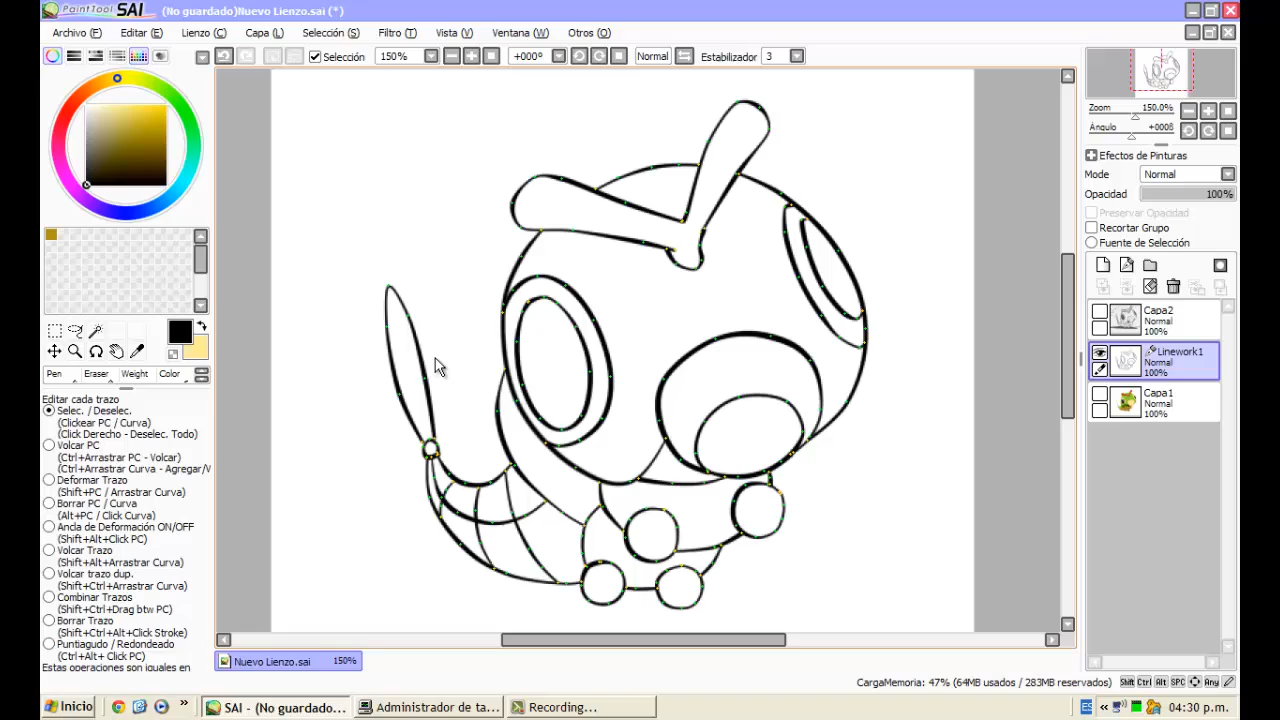 PaintTool SAI (No guardado)Nuevo Lienzo.sai (*)
Archivo (F) Editar (E) Lienzo (C) Capa (L) Selección (S) Filtro (T) Vista (V) Ventana (W) Otros (O)
Selección 150% +000º Normal Estabilizador 3
Zoom 150.0%
Ángulo +000ß
Efectos de Pinturas
Mode Normal
Opacidad 100%
Preservar Opacidad
Recortar Grupo
Fuente de Selección
Capa2
Normal
100%
Linework1
Normal
100%
Capa1
Normal
100%
Pen Eraser Weight Color
Editar cada trazo
Selec. / Deselec.
(Clickear PC / Curva)
(Click Derecho - Deselec. Todo)
Volcar PC
(Ctrl+Arrastrar PC - Volcar)
(Ctrl+Arrastrar Curva - Agregar/V
Deformar Trazo
(Shift+PC / Arrastrar Curva)
Borrar PC / Curva
(Alt+PC / Click Curva)
Ancla de Deformación ON/OFF
(Shift+Alt+Click PC)
Volcar Trazo
(Shift+Alt+Arrastrar Curva)
Volcar trazo dup.
(Shift+Ctrl+Arrastrar Curva)
Combinar Trazos
(Shift+Ctrl+Drag btw PC)
Borrar Trazo
(Shift+Ctrl+Alt+Click Stroke)
Puntiagudo / Redondeado
(Ctrl+Alt+ Click PC)
Estas operaciones son iguales en
Nuevo Lienzo.sai 150%
CargaMemoria: 47% (64MB usados / 283MB reservados) Shift Ctrl Alt SPC Any
Inicio » SAI - (No guardado... Administrador de ta... Recording... ES « 04:30 p.m.